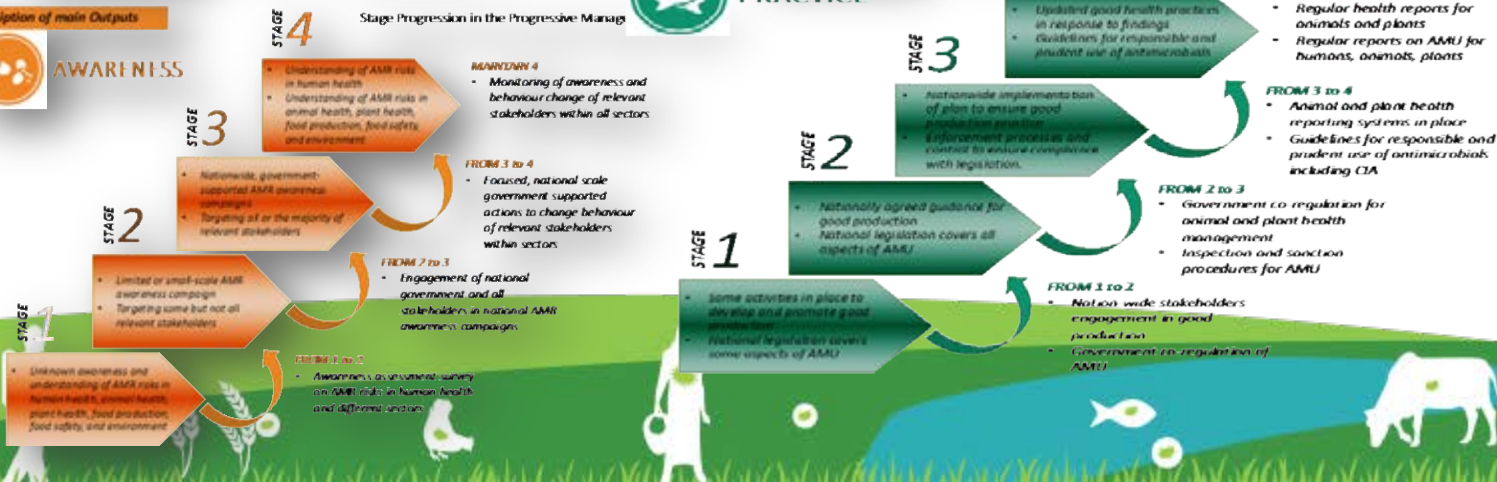 iption of main Outputs
AWARENESS
Stage Progression in the Progressive Manag
STAGE 4
Understanding of AMR risks
in human health
Understanding of AMR risks in
animal health, plant health,
food production, food safety,
and environment
MAINTAIN 4
Monitoring of awareness and
behaviour change of relevant
stakeholders within all sectors
STAGE 3
Nationwide, government-
supported AMR awareness
campaigns
Targeting all or the majority of
relevant stakeholders
FROM 3 to 4
Focused, national scale
government supported
actions to change behaviour
of relevant stakeholders
within sectors
STAGE 2
Limited or small-scale AMR
awareness campaign
Targeting some but not all
relevant stakeholders
FROM 2 to 3
Engagement of national
government and all
stakeholders in national AMR
awareness campaigns
STAGE 1
Unknown awareness and
understanding of AMR risks in
human health, animal health,
plant health, food production,
food safety, and environment
FROM 1 to 2
Awareness assessment survey
on AMR risks in human health
and different sectors
PRACTICE
Updated good health practices
in response to findings
Guidelines for responsible and
prudent use of antimicrobials
Regular health reports for
animals and plants
Regular reports on AMU for
humans, animals, plants
STAGE 3
Nationwide implementation
of plan to ensure good
production practice
Enforcement processes and
control to ensure compliance
with legislation.
FROM 3 to 4
Animal and plant health
reporting systems in place
Guidelines for responsible and
prudent use of antimicrobials
including CIA
STAGE 2
Nationally agreed guidance for
good production
National legislation covers all
aspects of AMU
FROM 2 to 3
Government co-regulation for
animal and plant health
management
Inspection and sanction
procedures for AMU
STAGE 1
Some activities in place to
develop and promote good
production
National legislation covers
some aspects of AMU
FROM 1 to 2
Nation wide stakeholders
engagement in good
production
Government co-regulation of
AMU